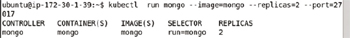 ubuntu@ip-172-30-1-39:~$ kubectl run mongo --image=mongo --replicas=2 --port=27
017
CONTROLLER CONTAINER(S) IMAGE(S) SELECTOR REPLICAS
mongo mongo mongo run=mongo 2